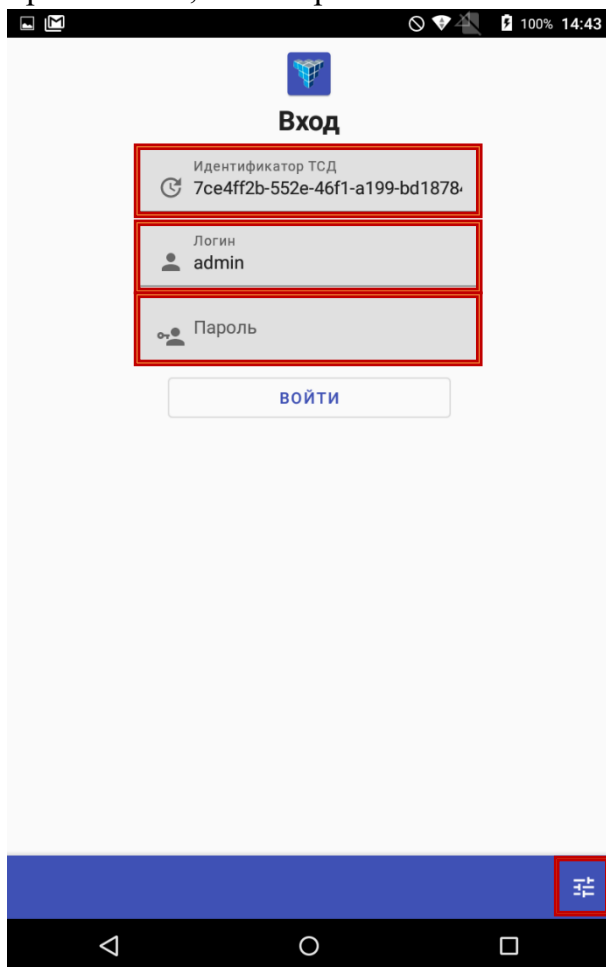 100% 14:43
Вход
Идентификатор ТСД
7ce4ff2b-552e-46f1-a199-bd1878
Логин
admin
Пароль
ВОЙТИ